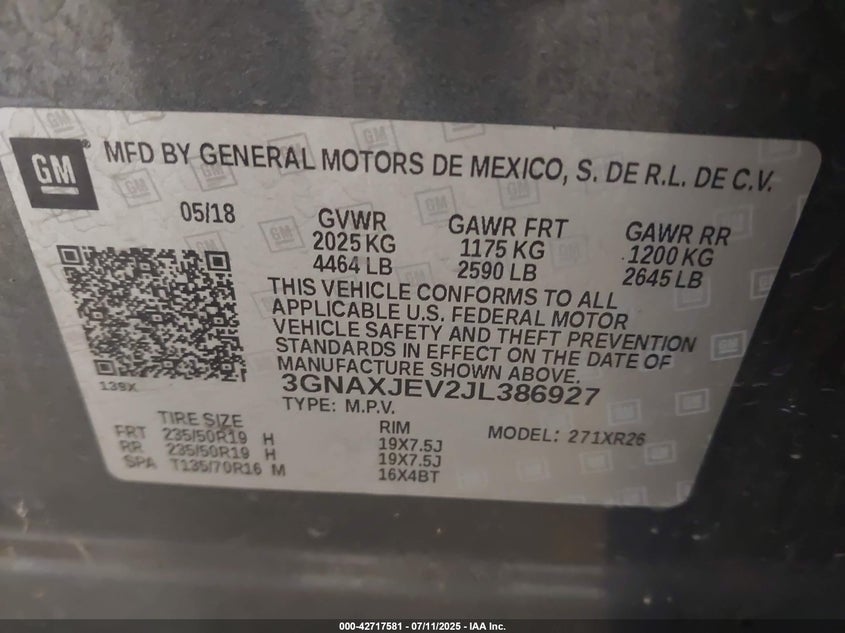 GM MFD BY GENERAL MOTORS DE MEXICO, S. DE R.L. DE C.V.
05/18 GVWR GAWR FRT GAWR RR
2025 KG 1175 KG 1200 KG
4464 LB 2590 LB 2645 LB
THIS VEHICLE CONFORMS TO ALL
APPLICABLE U.S. FEDERAL MOTOR
VEHICLE SAFETY AND THEFT PREVENTION
STANDARDS IN EFFECT ON THE DATE OF
MANUFACTURE SHOWN ABOVE.
139X
3GNAXJEV2JL386927
TYPE: M.P.V.
TIRE SIZE RIM MODEL: 271XR26
FRT 235/50R19 H 19X7.5J
RR 235/50R19 H 19X7.5J
SPA T135/70R16 M 16X4BT
000-42717581 - 07/11/2025 - IAA Inc.